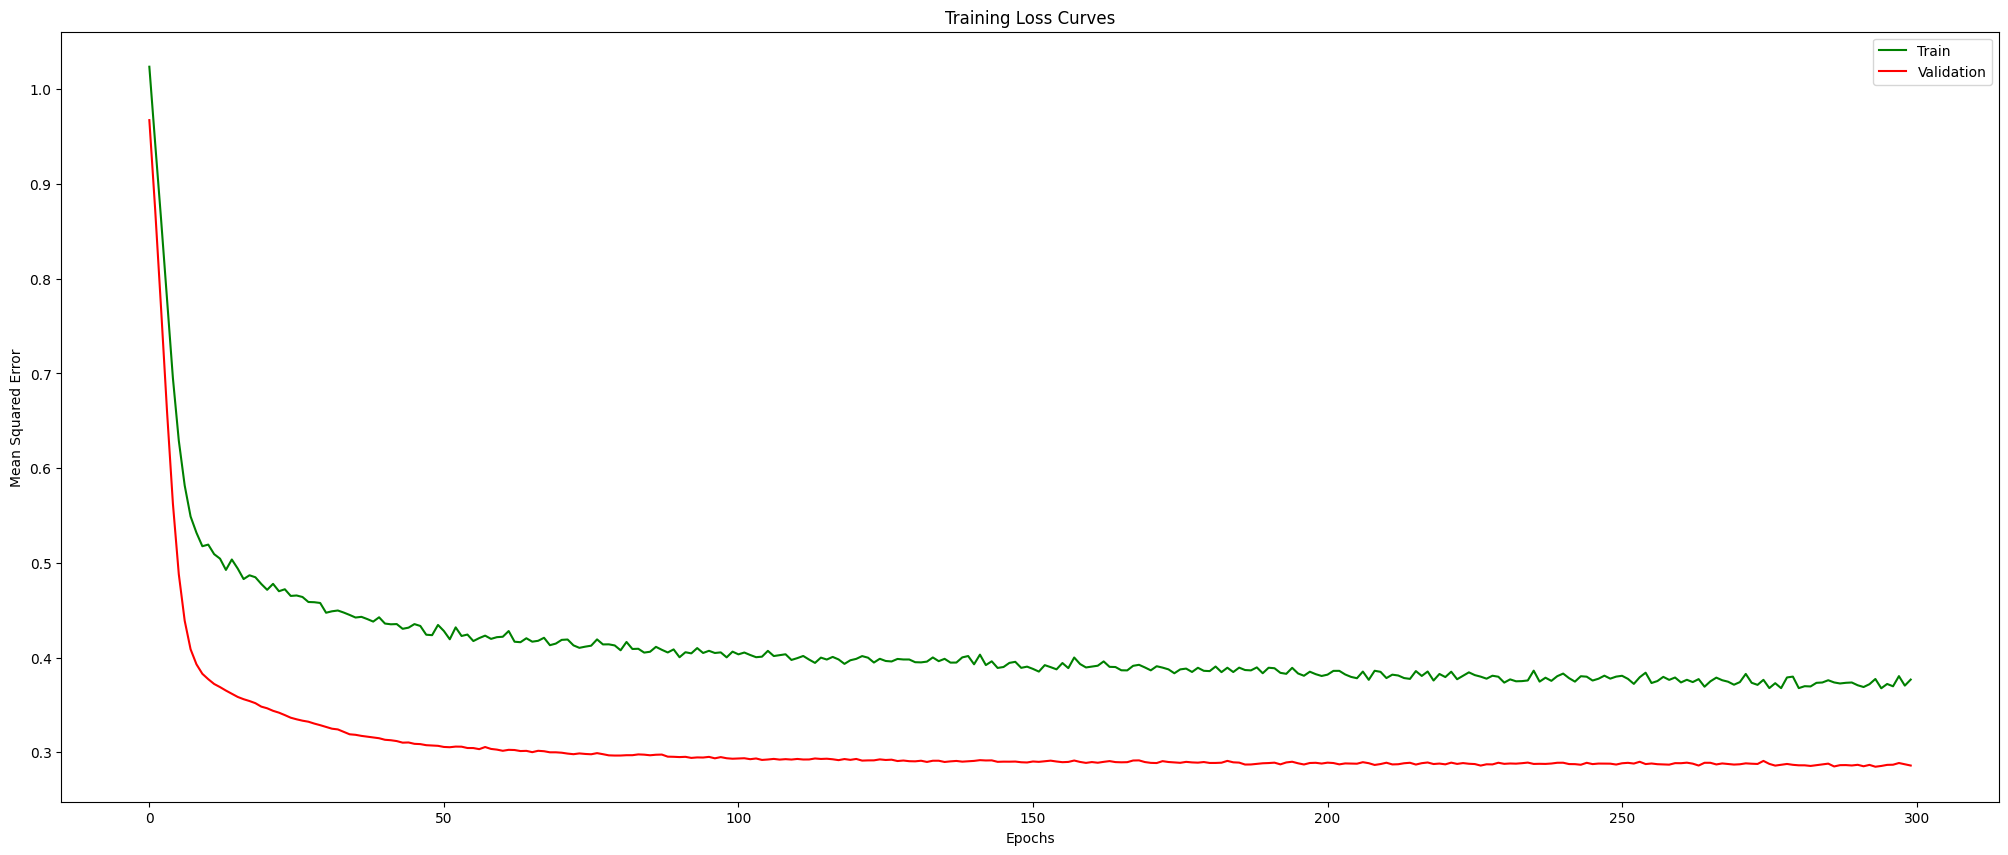 Training Loss Curves
Train
Validation
1.0
0.9
0.8
0.7
0.6
0.5
0.4
0.3
Mean Squared Error
0 50 100 150 200 250 300
Epochs